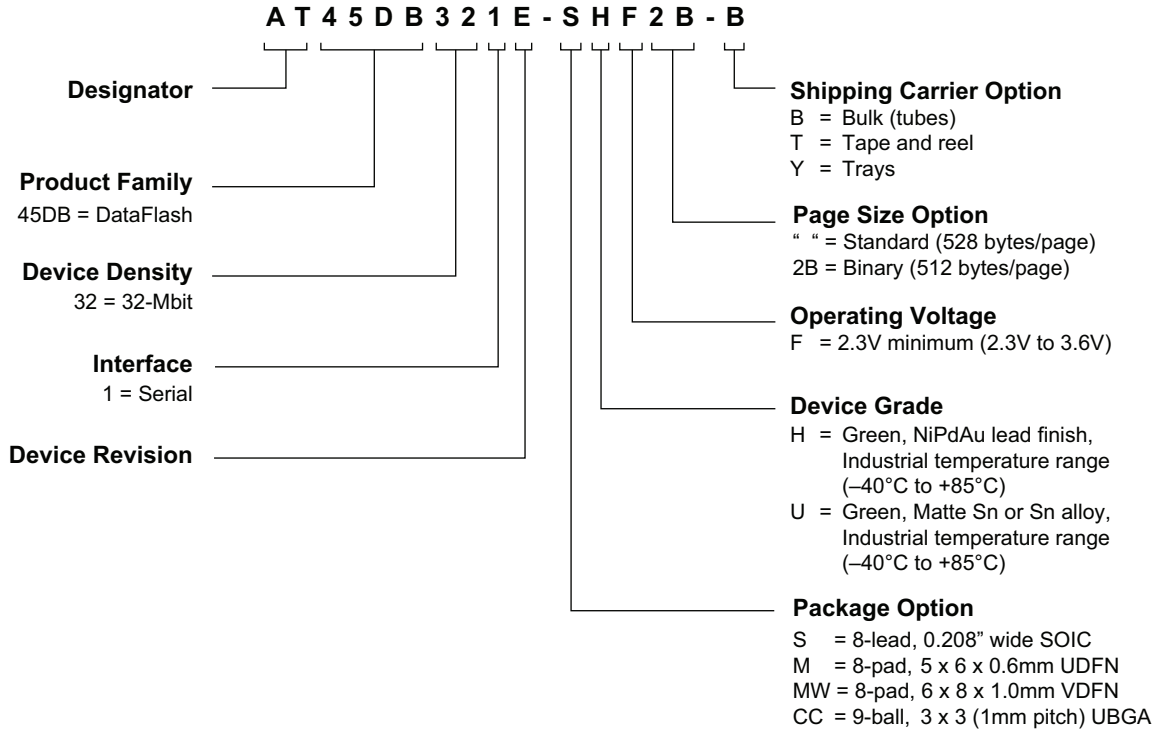 A T 4 5 D B 3 2 1 E - S H F 2 B - B
Designator
Product Family
45DB = DataFlash
Device Density
32 = 32-Mbit
Interface
1 = Serial
Device Revision
Shipping Carrier Option
B = Bulk (tubes)
T = Tape and reel
Y = Trays
Page Size Option
“ “ = Standard (528 bytes/page)
2B = Binary (512 bytes/page)
Operating Voltage
F = 2.3V minimum (2.3V to 3.6V)
Device Grade
H = Green, NiPdAu lead finish,
Industrial temperature range
(–40°C to +85°C)
U = Green, Matte Sn or Sn alloy,
Industrial temperature range
(–40°C to +85°C)
Package Option
S = 8-lead, 0.208” wide SOIC
M = 8-pad, 5 x 6 x 0.6mm UDFN
MW = 8-pad, 6 x 8 x 1.0mm VDFN
CC = 9-ball, 3 x 3 (1mm pitch) UBGA